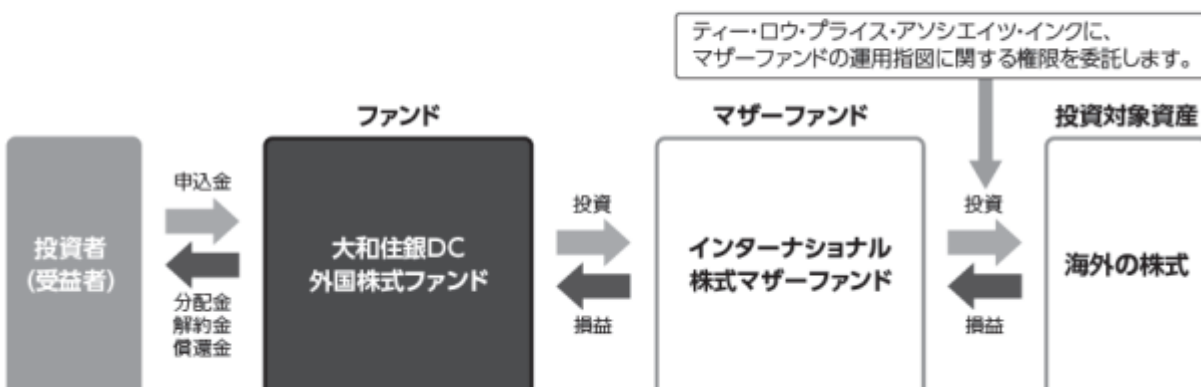 ティー・ロウ・プライス・アソシエイツ・インクに、
マザーファンドの運用指図に関する権限を委託します。
ファンド
マザーファンド
投資対象資産
投資者
(受益者)
申込金
分配金
解約金
償還金
大和住銀DC
外国株式ファンド
投資
損益
インターナショナル
株式マザーファンド
投資
損益
海外の株式